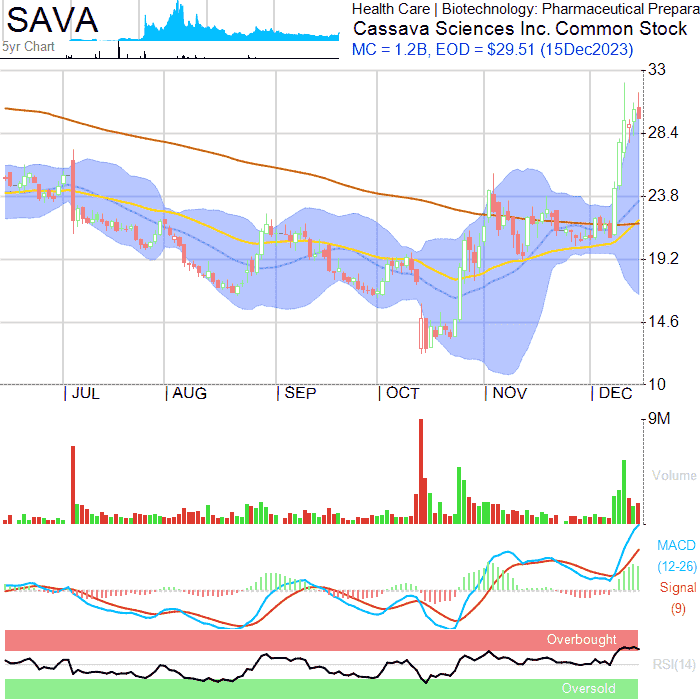 SAVA
5yr Chart
Health Care | Biotechnology: Pharmaceutical Prepara
Cassava Sciences Inc. Common Stock
MC = 1.2B, EOD = $29.51 (15Dec2023)
33
28.4
23.8
19.2
14.6
10
| JUL | AUG | SEP | OCT | NOV | DEC
9M
Volume
MACD
(12-26)
Signal
(9)
Overbought
RSI(14)
Oversold